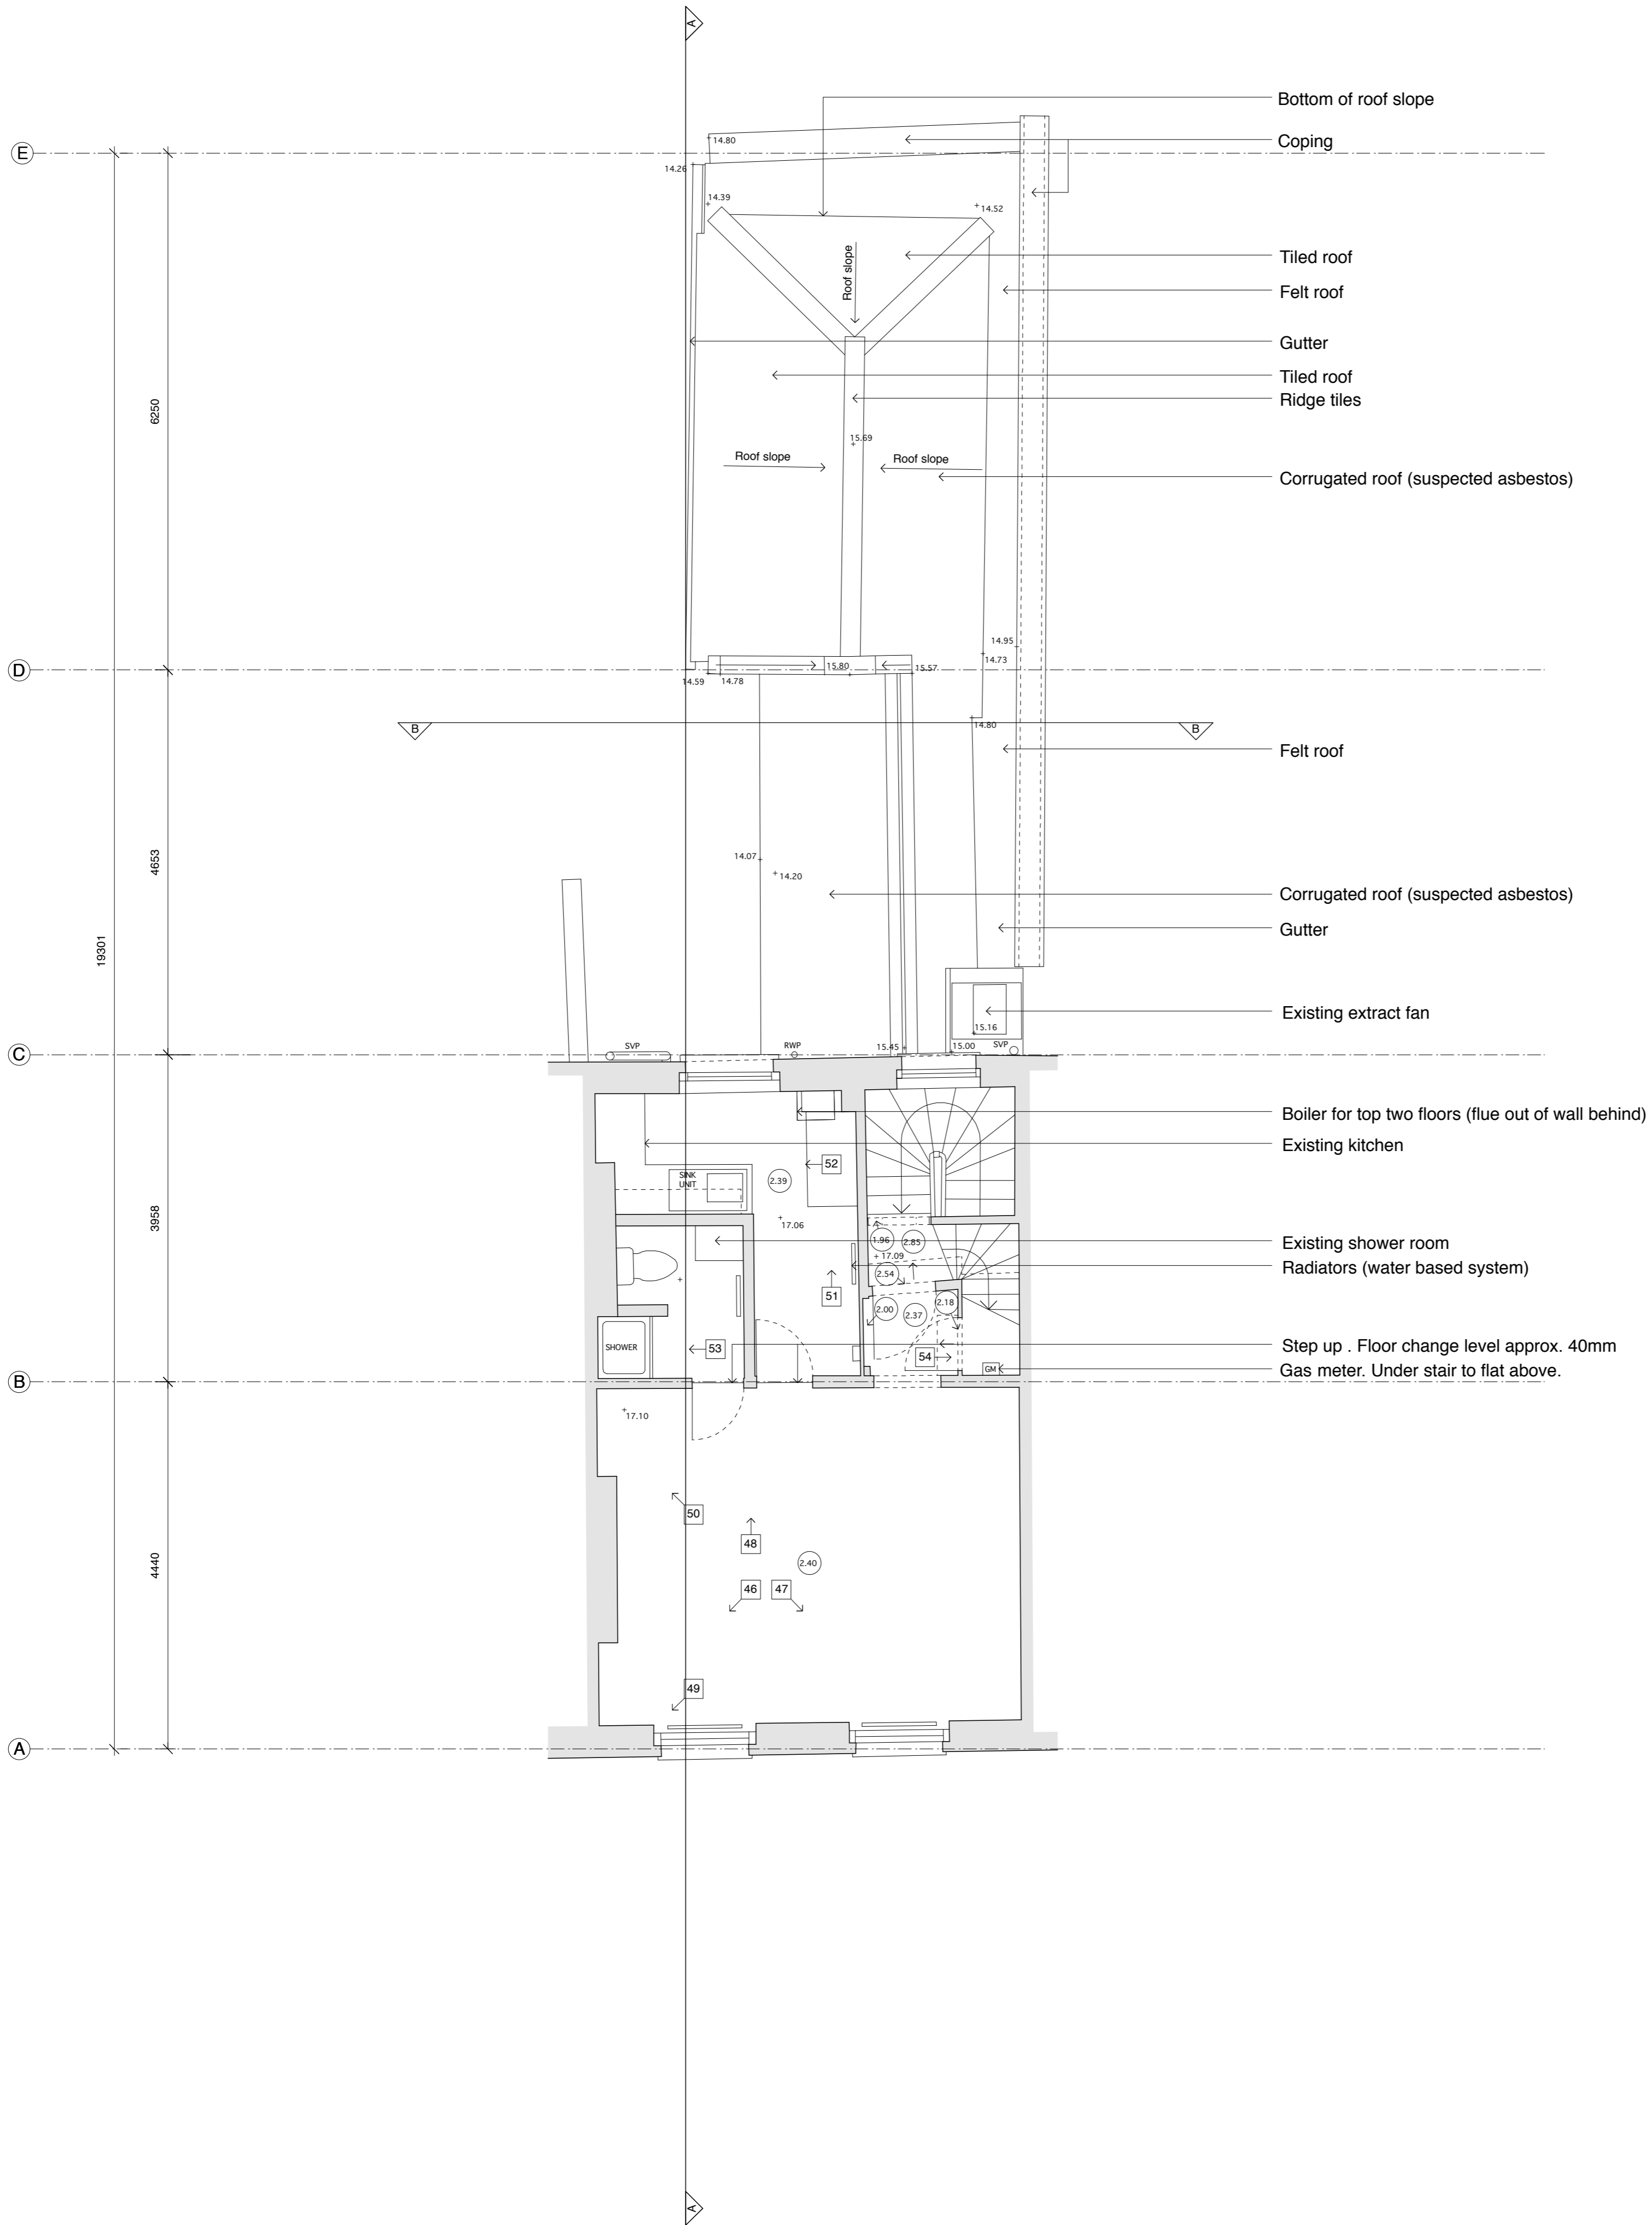 A
Bottom of roof slope
14.80
Coping
E
14.26
14.39
14.52
Roof slope
Tiled roof
Felt roof
Gutter
Tiled roof
Ridge tiles
6250
15.69
Roof slope
Roof slope
Corrugated roof (suspected asbestos)
14.95
14.73
D
15.80
15.57
14.59
14.78
14.80
B
B
Felt roof
4653
14.07
14.20
Corrugated roof (suspected asbestos)
Gutter
19301
Existing extract fan
15.16
C
SVP
RWP
15.45
15.00
SVP
Boiler for top two floors (flue out of wall behind)
Existing kitchen
52
SINK
UNIT
2.39
3958
17.06
1.96
2.85
Existing shower room
17.09
Radiators (water based system)
2.54
51
2.00
2.37
2.18
SHOWER
53
Step up . Floor change level approx. 40mm
54
GM
Gas meter. Under stair to flat above.
B
17.10
50
48
4440
2.40
46
47
49
A
A